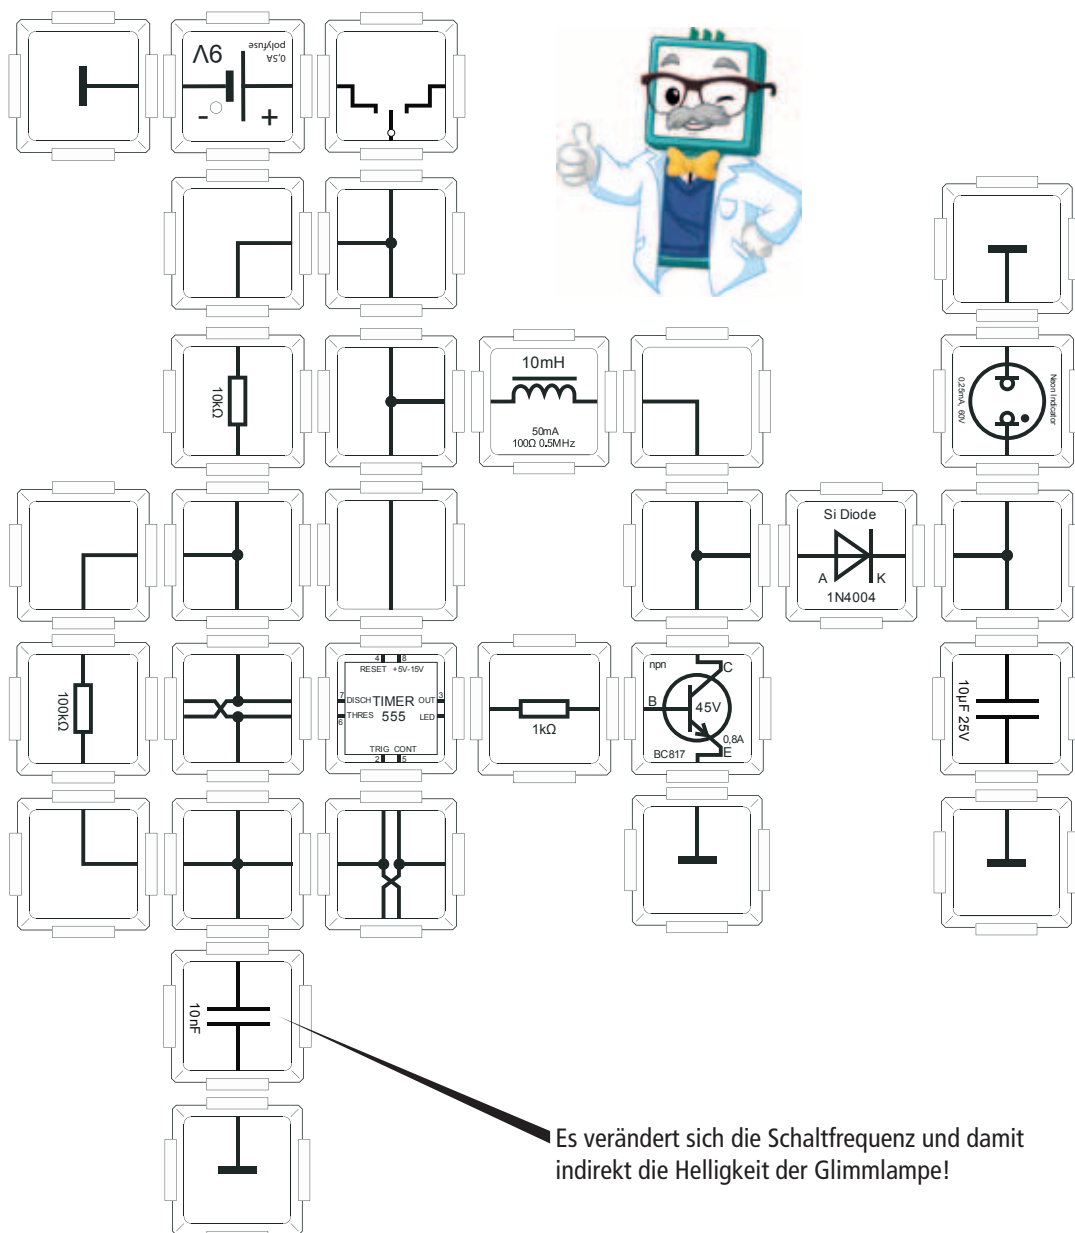 9V
0,5A
polyfuse
-
+
10kΩ
10mH
50mA
100Ω 0.5MHz
Neon Indicator
0.25mA, 60V
Si Diode
A
K
1N4004
100kΩ
4
8
RESET
+5V-15V
7
DISCH
TIMER
OUT
3
6
THRES
555
LED
TRIG
CONT
2
5
1kΩ
npn
C
B
45V
0,8A
BC817
E
10µF 25V
10nF
Es verändert sich die Schaltfrequenz und damit
indirekt die Helligkeit der Glimmlampe!